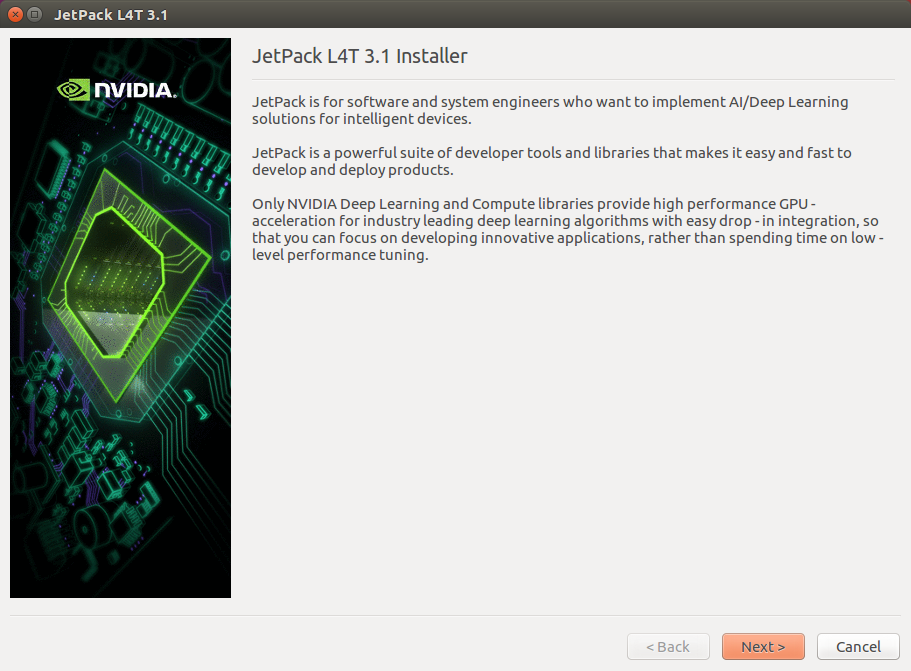 JetPack L4T 3.1
NVIDIA.
JetPack L4T 3.1 Installer
JetPack is for software and system engineers who want to implement AI/Deep Learning
solutions for intelligent devices.
JetPack is a powerful suite of developer tools and libraries that makes it easy and fast to
develop and deploy products.
Only NVIDIA Deep Learning and Compute libraries provide high performance GPU -
acceleration for industry leading deep learning algorithms with easy drop - in integration, so
that you can focus on developing innovative applications, rather than spending time on low -
level performance tuning.
< Back
Next >
Cancel